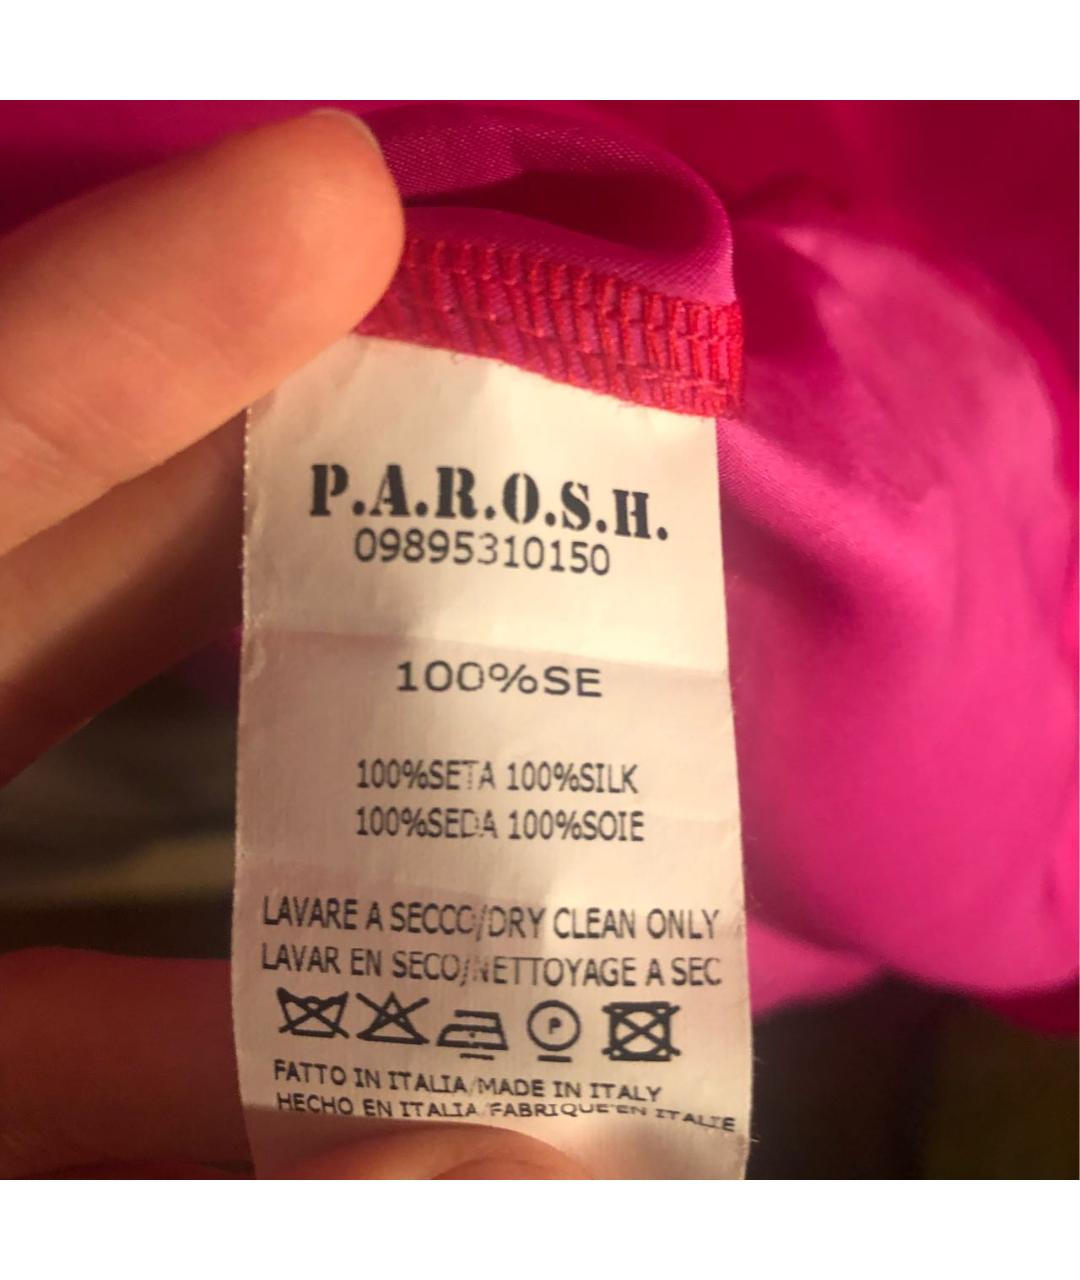 P.A.R.O.S.H.
09895310150
100%SE
100%SETA 100%SILK
100%SEDA 100%SOIE
LAVARE A SECCO/DRY CLEAN ONLY
LAVAR EN SECO/NETTOYAGE A SEC
P
FATTO IN ITALIA/MADE IN ITALY
HECHO EN ITALIA/FABRIQUE EN ITALIE